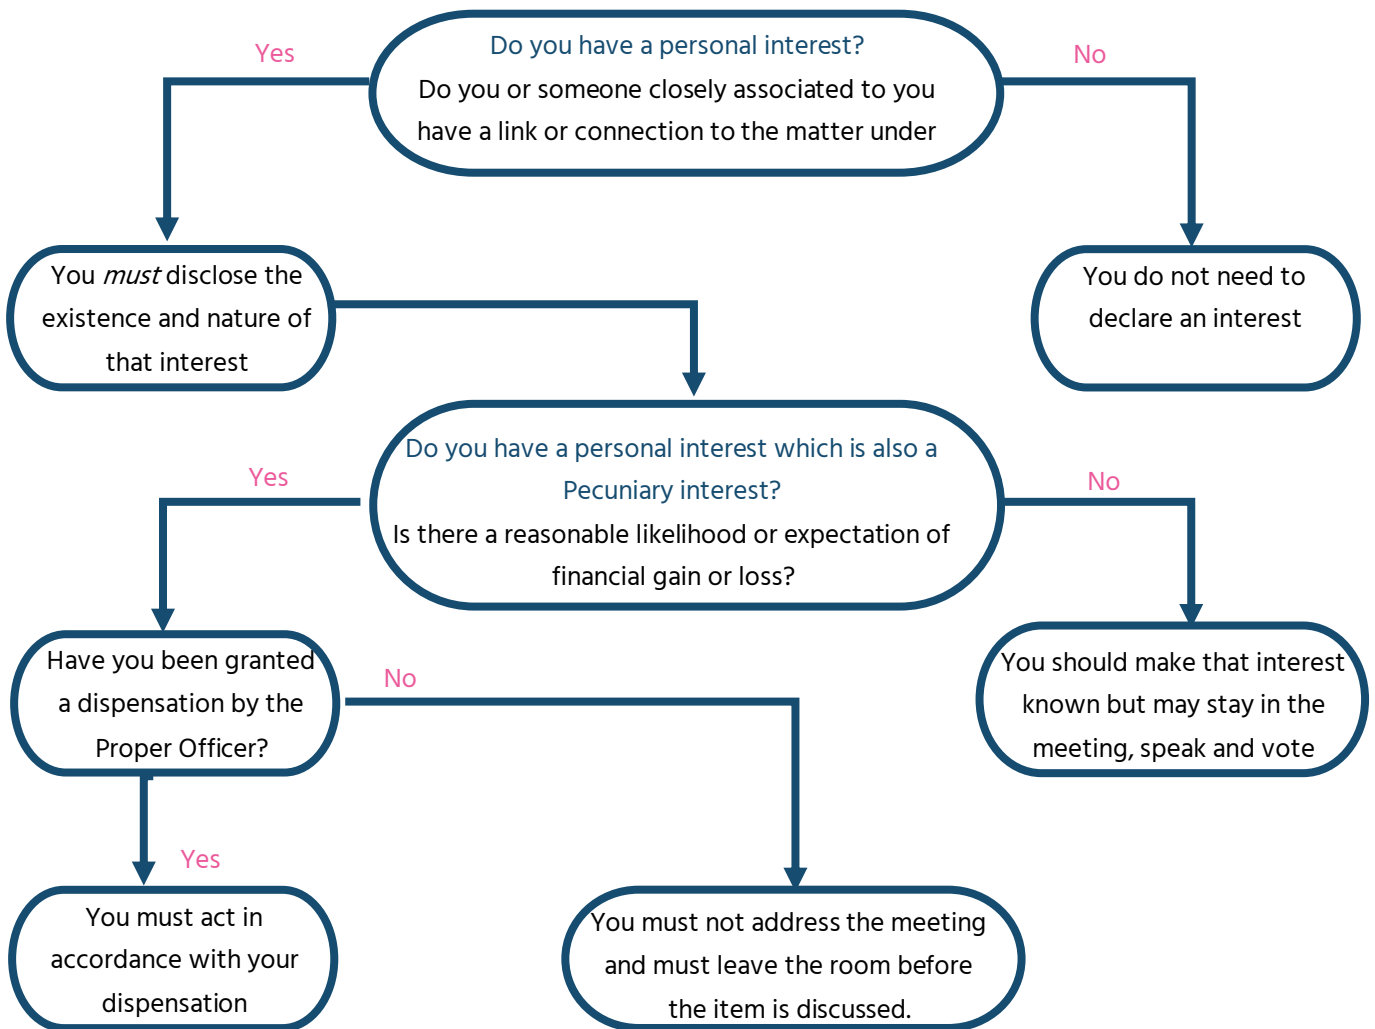 Do you have a personal interest?
Yes
No
Do you or someone closely associated to you
have a link or connection to the matter under
You must disclose the
existence and nature of
that interest
You do not need to
declare an interest
Do you have a personal interest which is also a
Pecuniary interest?
Yes
No
Is there a reasonable likelihood or expectation of
financial gain or loss?
Have you been granted
a dispensation by the
Proper Officer?
No
You should make that interest
known but may stay in the
meeting, speak and vote
Yes
You must act in
accordance with your
dispensation
You must not address the meeting
and must leave the room before
the item is discussed.